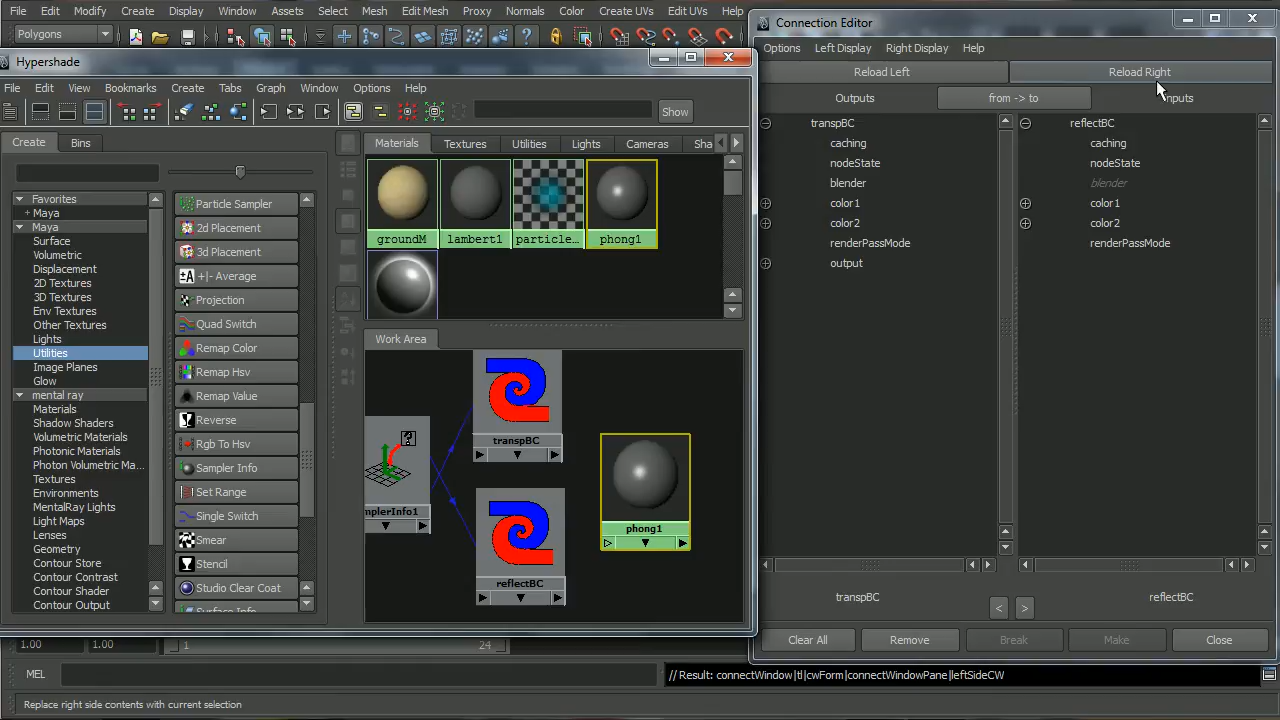 File Edit Modify Create Display Window Assets Select Mesh Edit Mesh Proxy Normals Color Create UVs Edit UVs Bon
Polygons
Hypershade
File Edit View Bookmarks Create Tabs Graph Window Options Help
Show
Create Bins
Favorites
+ Maya
Maya
Surface
Volumetric
Displacement
2D Textures
3D Textures
Env Textures
Other Textures
Lights
Utilities
Image Planes
Glow
mental ray
Materials
Shadow Shaders
Volumetric Materials
Photonic Materials
Photon Volumetric Ma...
Textures
Environments
MentalRay Lights
Light Maps
Lenses
Geometry
Contour Store
Contour Contrast
Contour Shader
Contour Output
Particle Sampler
2d Placement
3d Placement
+|- Average
Projection
Quad Switch
Remap Color
Remap Hsv
Remap Value
Reverse
Rgb To Hsv
Sampler Info
Set Range
Single Switch
Smear
Stencil
Studio Clear Coat
Surface Info
Materials Textures Utilities Lights Cameras Sha
groundM lambert1 particle... phong1
Work Area
transpBC
mplerInfo1
phong1
reflectBC
Connection Editor
Options Left Display Right Display Help
Reload Left Reload Right
Outputs from -> to nputs
transpBC
caching
nodeState
blender
color1
color2
renderPassMode
output
reflectBC
caching
nodeState
blender
color1
color2
renderPassMode
transpBC < > reflectBC
Clear All Remove Break Make Close
1.00 1.00 1 24
MEL // Result: connectWindow|tl|cwForm|connectWindowPane|leftSideCW
Replace right side contents with current selection